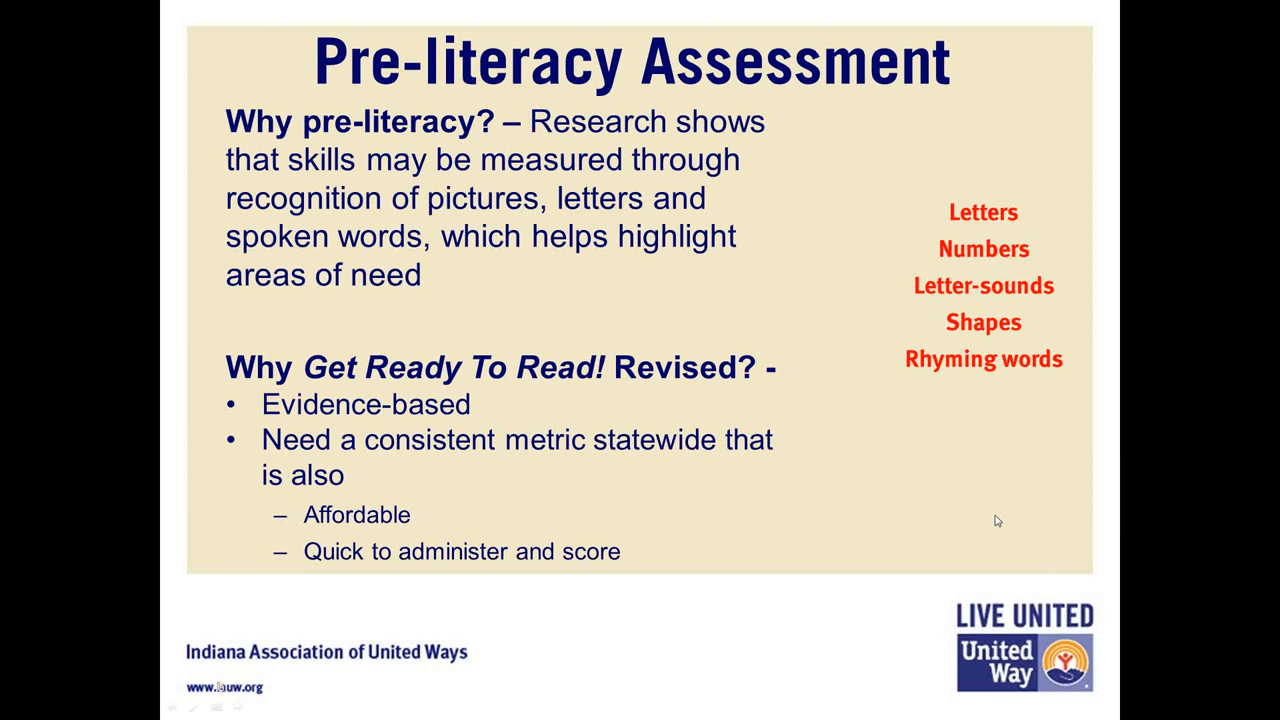 Pre-literacy Assessment
Why pre-literacy? – Research shows
that skills may be measured through
recognition of pictures, letters and
spoken words, which helps highlight
areas of need
Why Get Ready To Read! Revised? -
• Evidence-based
• Need a consistent metric statewide that
is also
– Affordable
– Quick to administer and score
Letters
Numbers
Letter-sounds
Shapes
Rhyming words
Indiana Association of United Ways
LIVE UNITED
United
Way